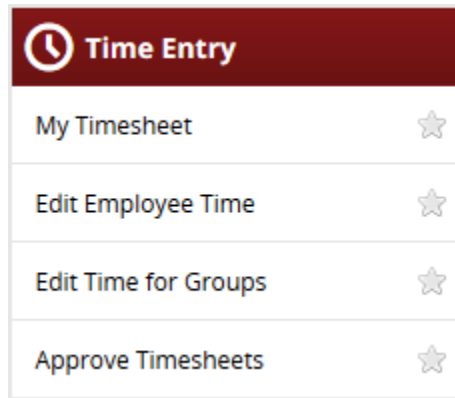 Time Entry
My Timesheet
Edit Employee Time
Edit Time for Groups
Approve Timesheets